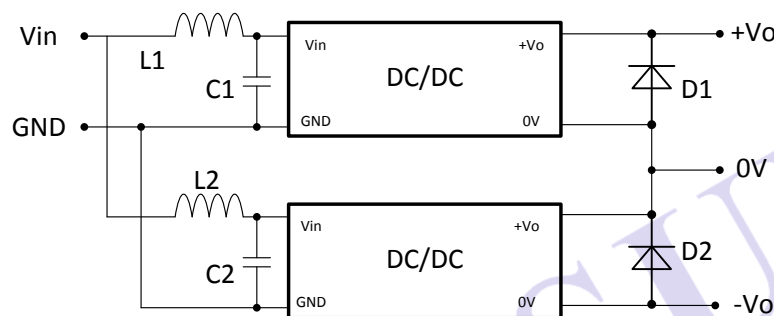 Vin
L1
C1
Vin
GND
DC/DC
+Vo
0V
D1
+Vo
GND
0V
L2
C2
Vin
GND
DC/DC
+Vo
0V
D2
-Vo